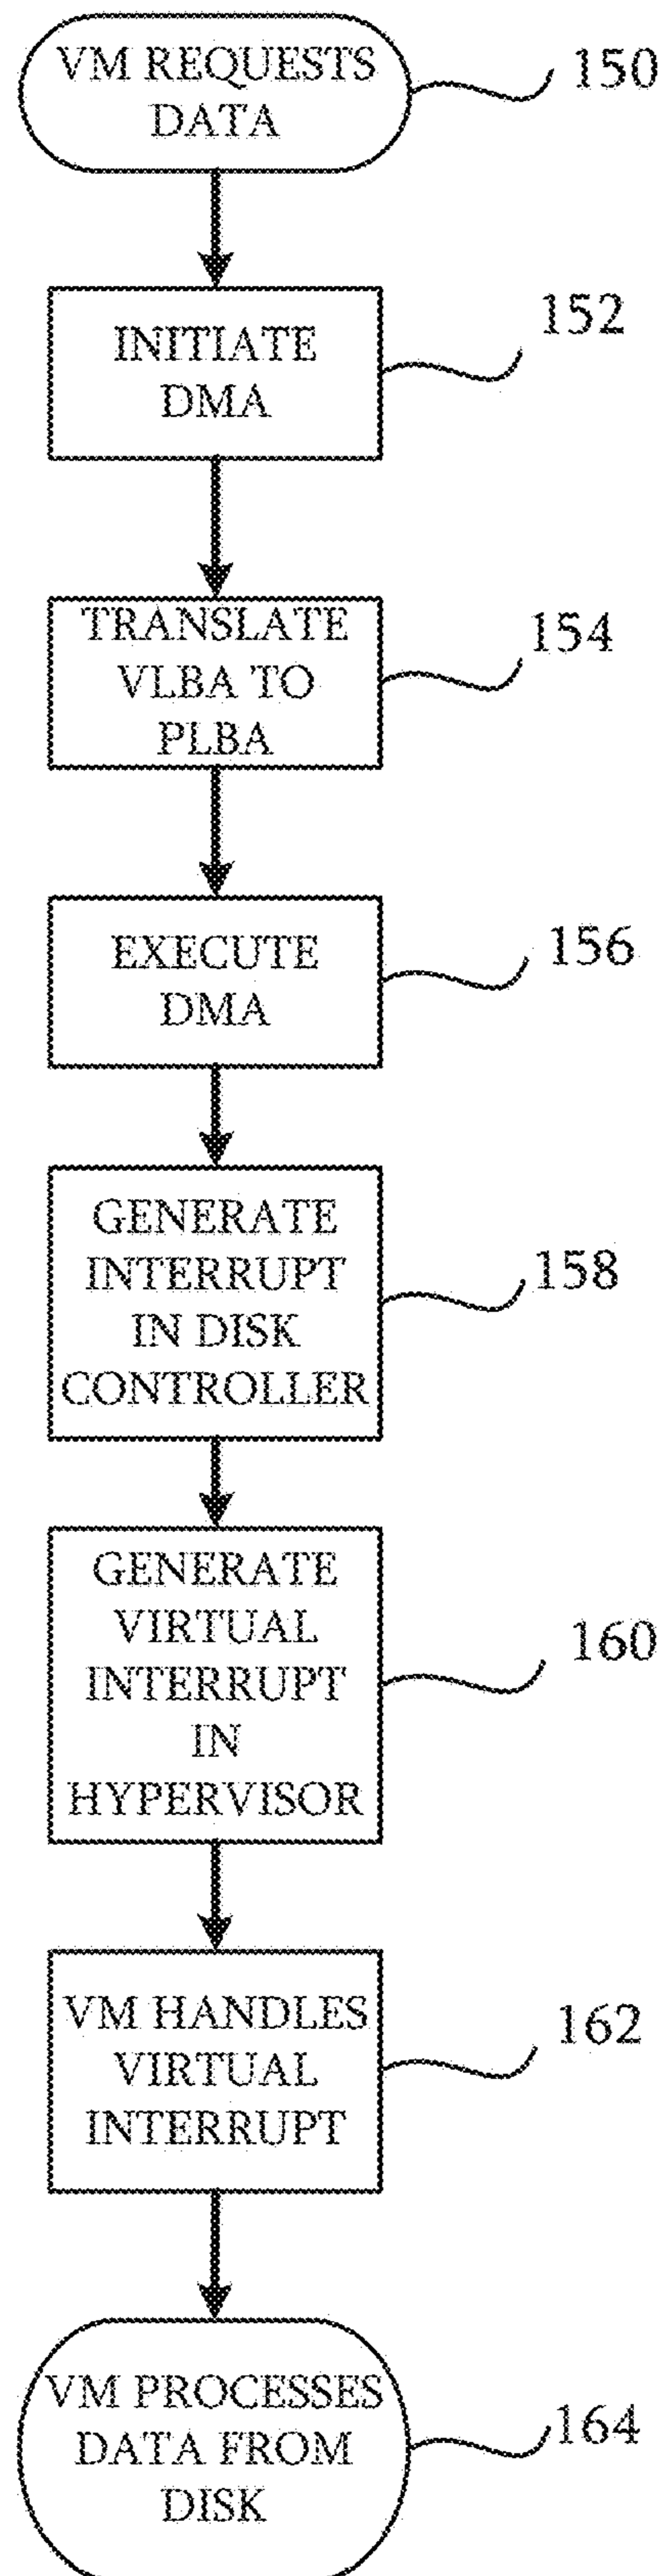 VM REQUESTS
DATA
150
INITIATE
DMA
152
TRANSLATE
VLBA TO
PLBA
154
EXECUTE
DMA
156
GENERATE
INTERRUPT
IN DISK
CONTROLLER
158
GENERATE
VIRTUAL
INTERRUPT
IN
HYPERVISOR
160
VM HANDLES
VIRTUAL
INTERRUPT
162
VM PROCESSES
DATA FROM
DISK
164